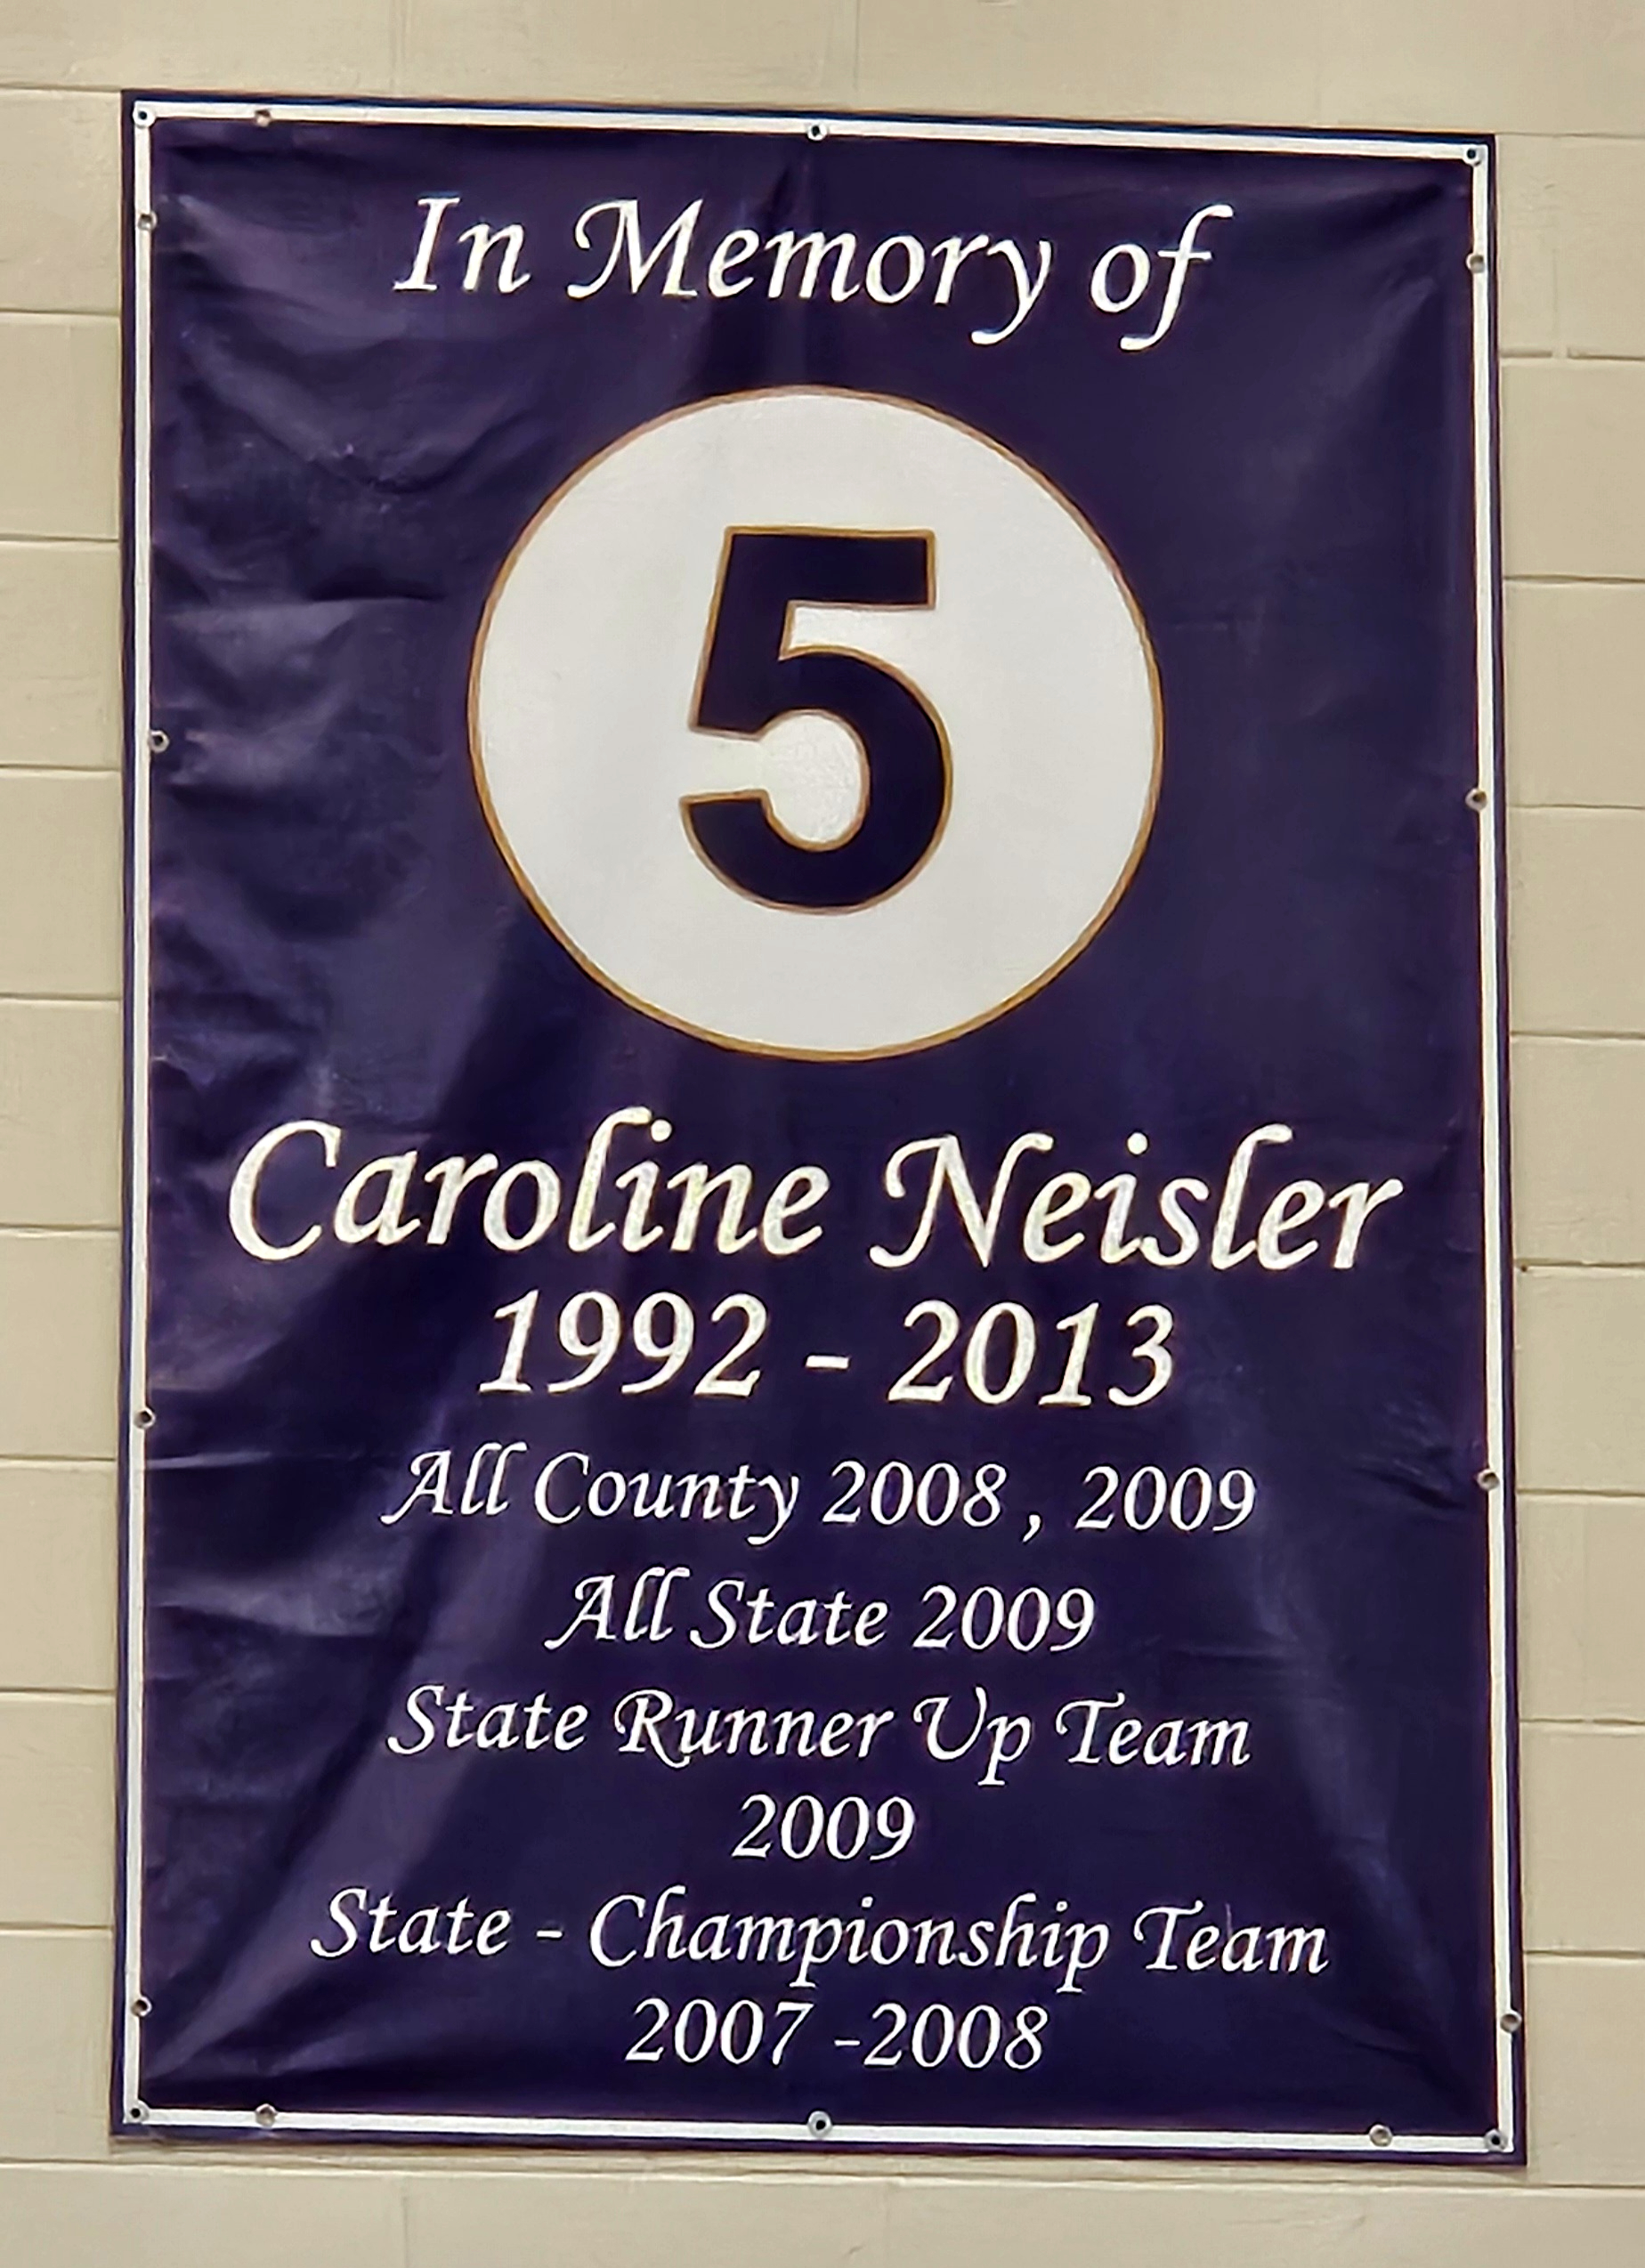 In Memory of
5
Caroline Neisler
1992 - 2013
All County 2008 , 2009
All State 2009
State Runner Up Team
2009
State - Championship Team
2007 -2008